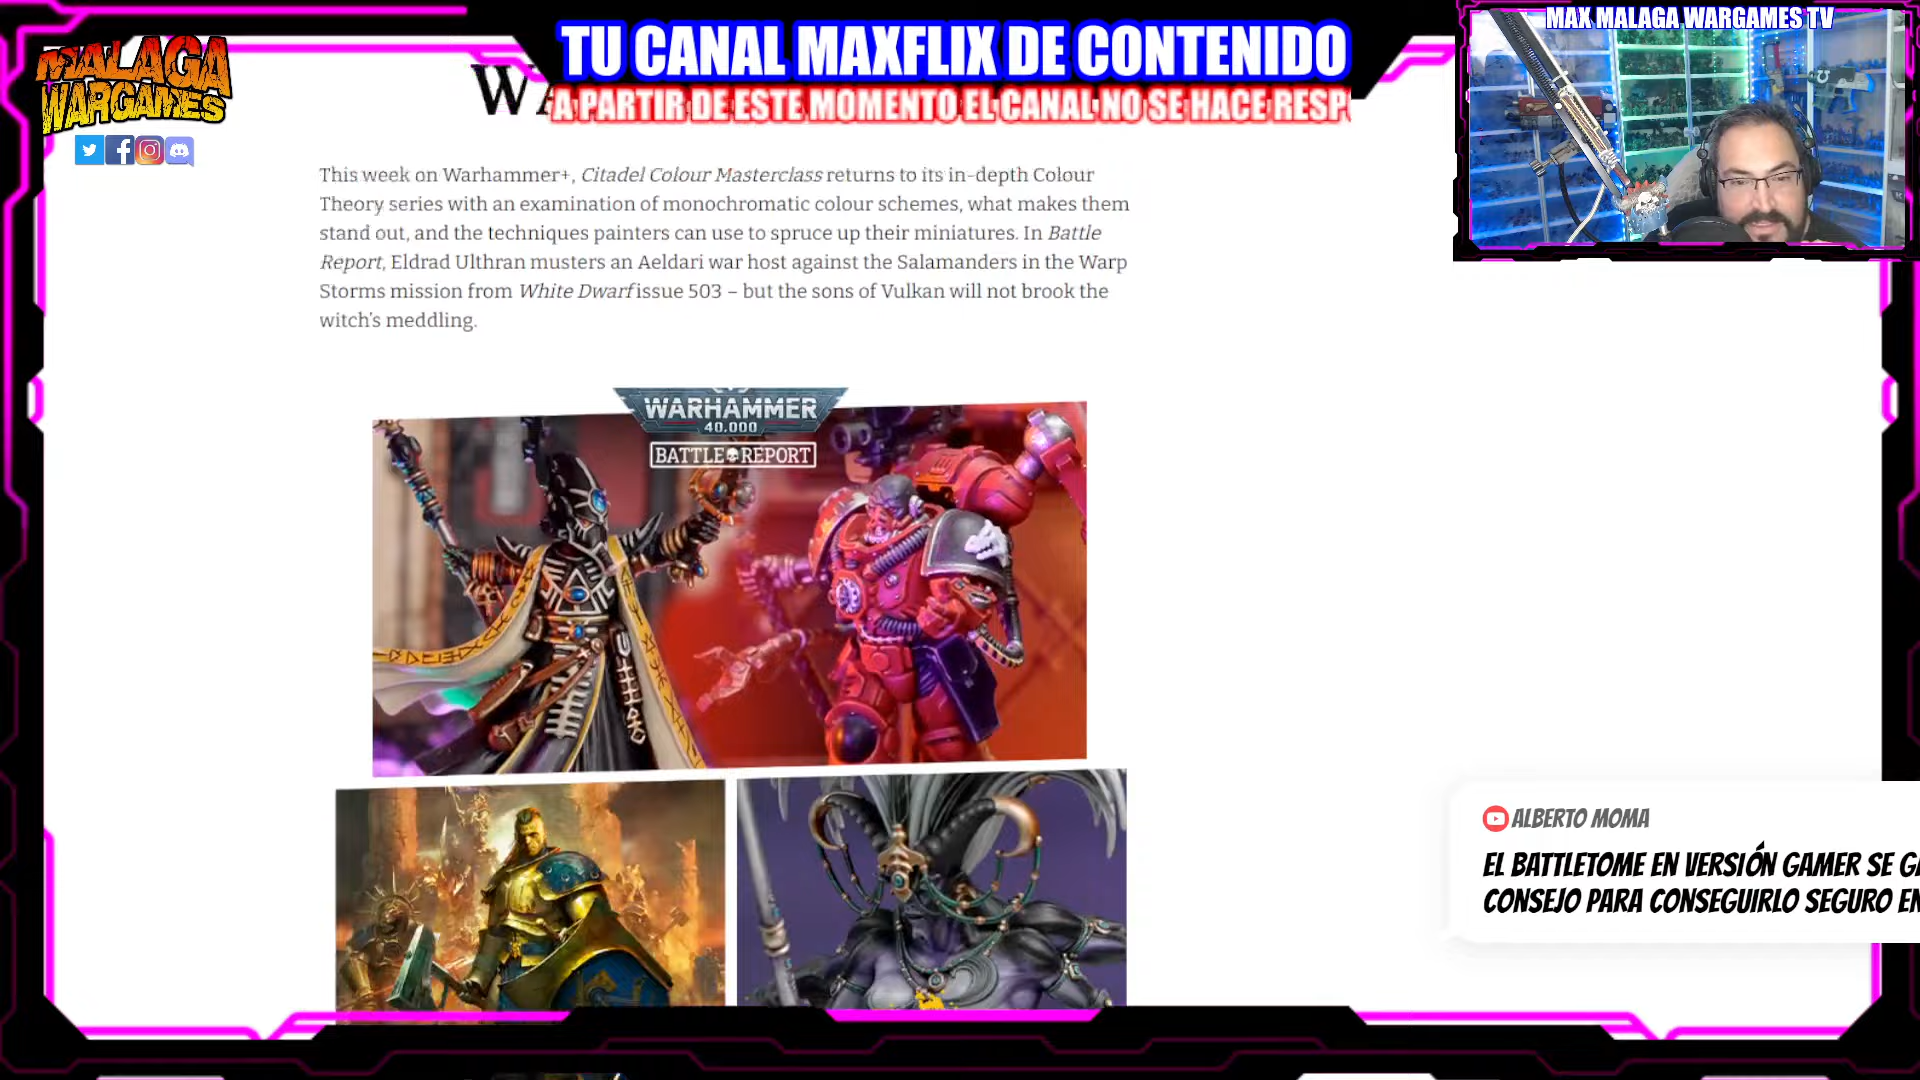 MALAGA
WARGAMES
TU CANAL MAXFLIX DE CONTENIDO
A PARTIR DE ESTE MOMENTO EL CANAL NO SE HACE RESP
MAX MALAGA WARGAMES TV
This week on Warhammer+, Citadel Colour Masterclass returns to its in-depth Colour
Theory series with an examination of monochromatic colour schemes, what makes them
stand out, and the techniques painters can use to spruce up their miniatures. In Battle
Report, Eldrad Ulthran musters an Aeldari war host against the Salamanders in the Warp
Storms mission from White Dwarf issue 503 – but the sons of Vulkan will not brook the
witch's meddling.
WARHAMMER
40.000
BATTLE REPORT
ALBERTO MOMA
EL BATTLETOME EN VERSIÓN GAMER SE
CONSEJO PARA CONSEGUIRLO SEGURO